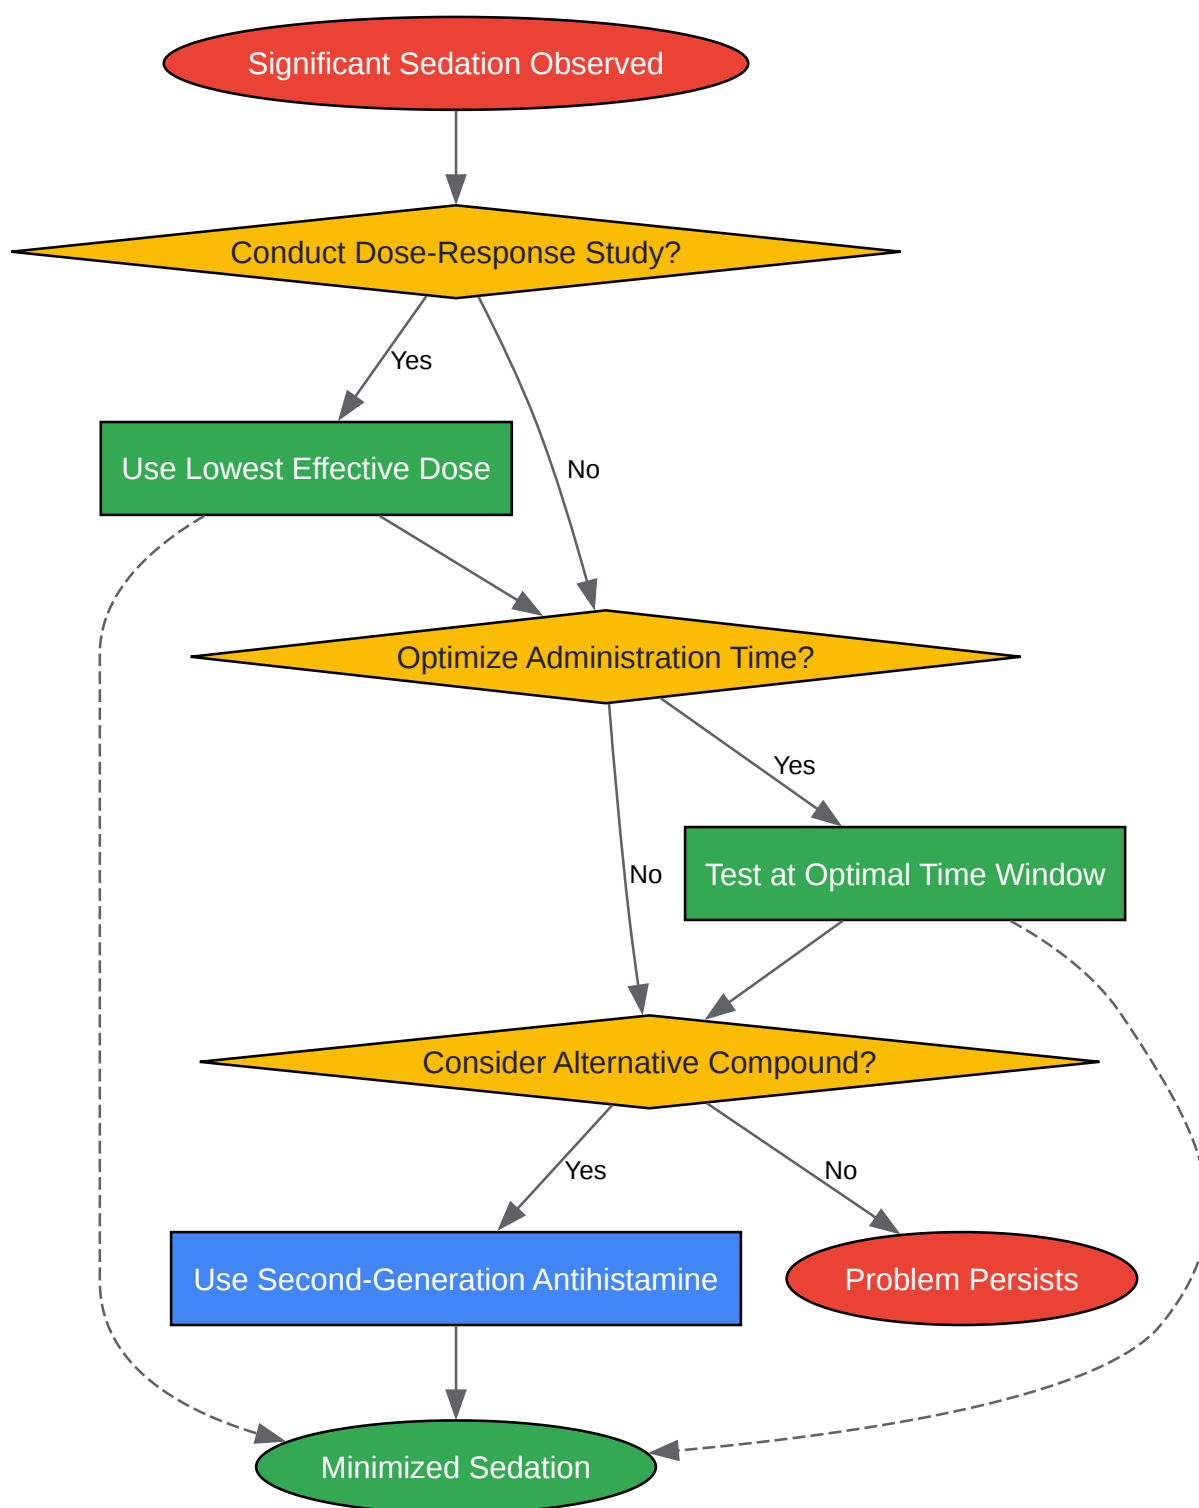 Significant Sedation Observed
Conduct Dose-Response Study?
Yes
Use Lowest Effective Dose
No
Optimize Administration Time?
Yes
No
Test at Optimal Time Window
Consider Alternative Compound?
Yes
No
Use Second-Generation Antihistamine
Problem Persists
Minimized Sedation